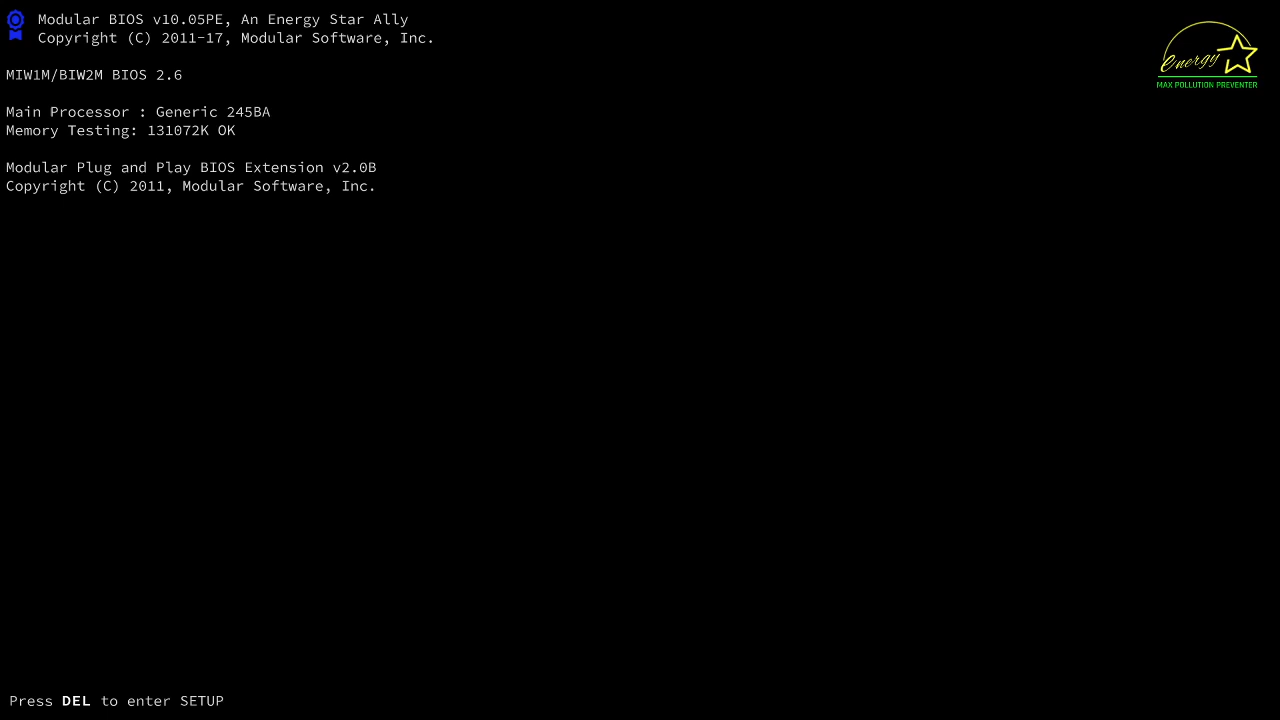 Modular BIOS v10.05PE, An Energy Star Ally
Copyright (C) 2011-17, Modular Software, Inc.
Energy
MAX POLLUTION PREVENTER
MIW1M/BIW2M BIOS 2.6
Main Processor : Generic 245BA
Memory Testing: 131072K OK
Modular Plug and Play BIOS Extension v2.0B
Copyright (C) 2011, Modular Software, Inc.
Press DEL to enter SETUP